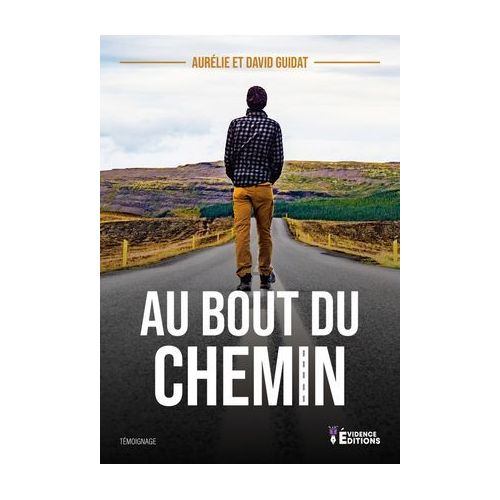 AURÉLIE ET DAVID GUIDAT
AU BOUT DU
CHEMIN
TÉMOIGNAGE
ÉVIDENCE
ÉDITIONS